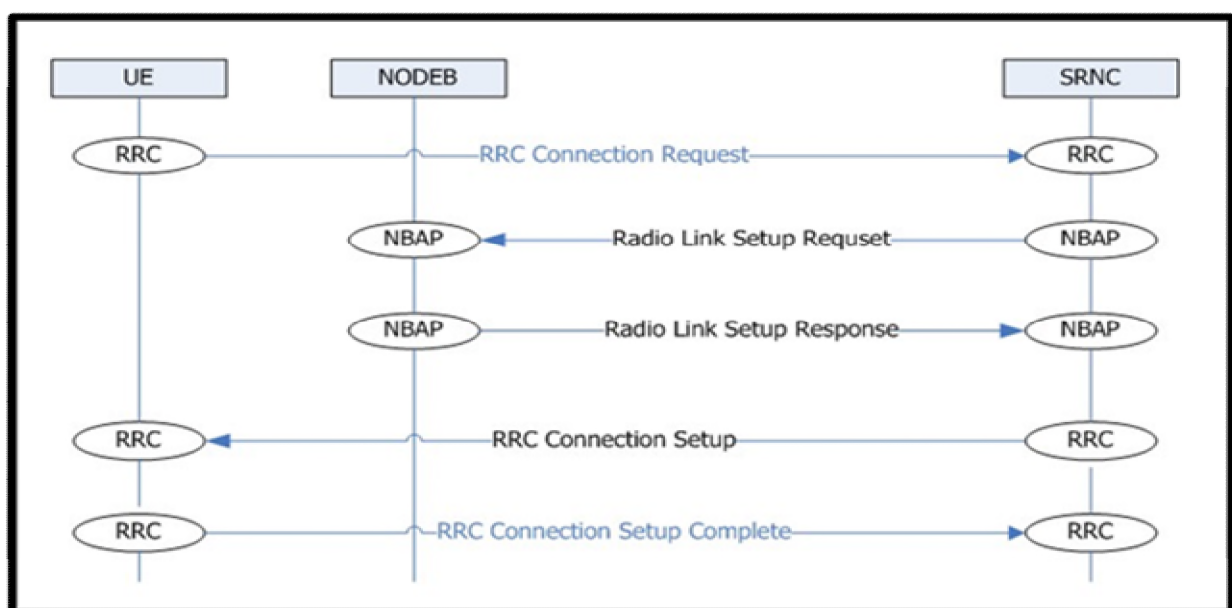 UE NODEB SRNC
RRC RRC Connection Request RRC
NBAP Radio Link Setup Requset NBAP
NBAP Radio Link Setup Response NBAP
RRC RRC Connection Setup RRC
RRC RRC Connection Setup Complete RRC